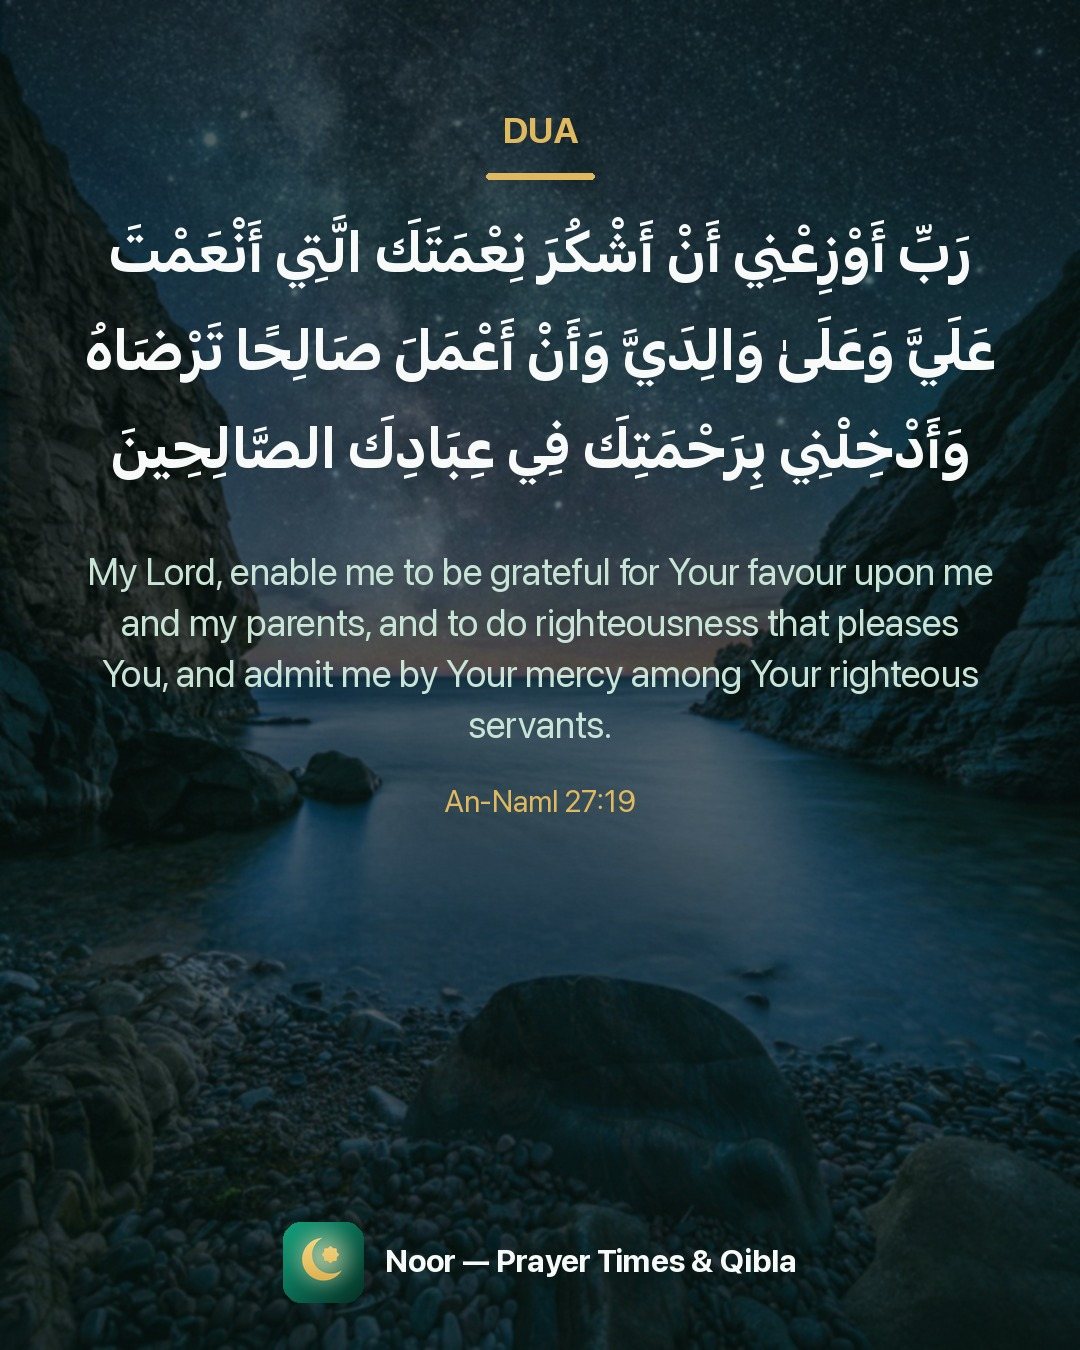 DUA
رَبِّ أَوْزِعْنِي أَنْ أَشْكُرَ نِعْمَتَكَ الَّتِي أَنْعَمْتَ
عَلَيَّ وَعَلَىٰ وَالِدَيَّ وَأَنْ أَعْمَلَ صَالِحًا تَرْضَاهُ
وَأَدْخِلْنِي بِرَحْمَتِكَ فِي عِبَادِكَ الصَّالِحِينَ
My Lord, enable me to be grateful for Your favour upon me
and my parents, and to do righteousness that pleases
You, and admit me by Your mercy among Your righteous
servants.
An-Naml 27:19
Noor — Prayer Times & Qibla